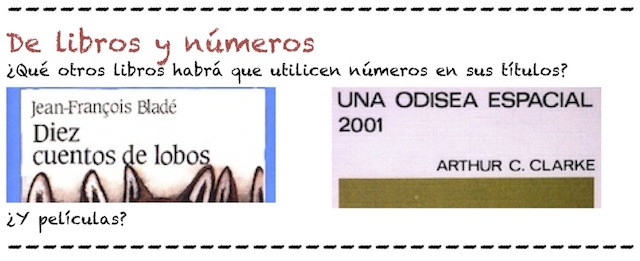 De libros y números
¿Qué otros libros habrá que utilicen números en sus títulos?
Jean-François Bladé
Diez
cuentos de lobos
UNA ODISEA ESPACIAL
2001
ARTHUR C. CLARKE
¿Y películas?